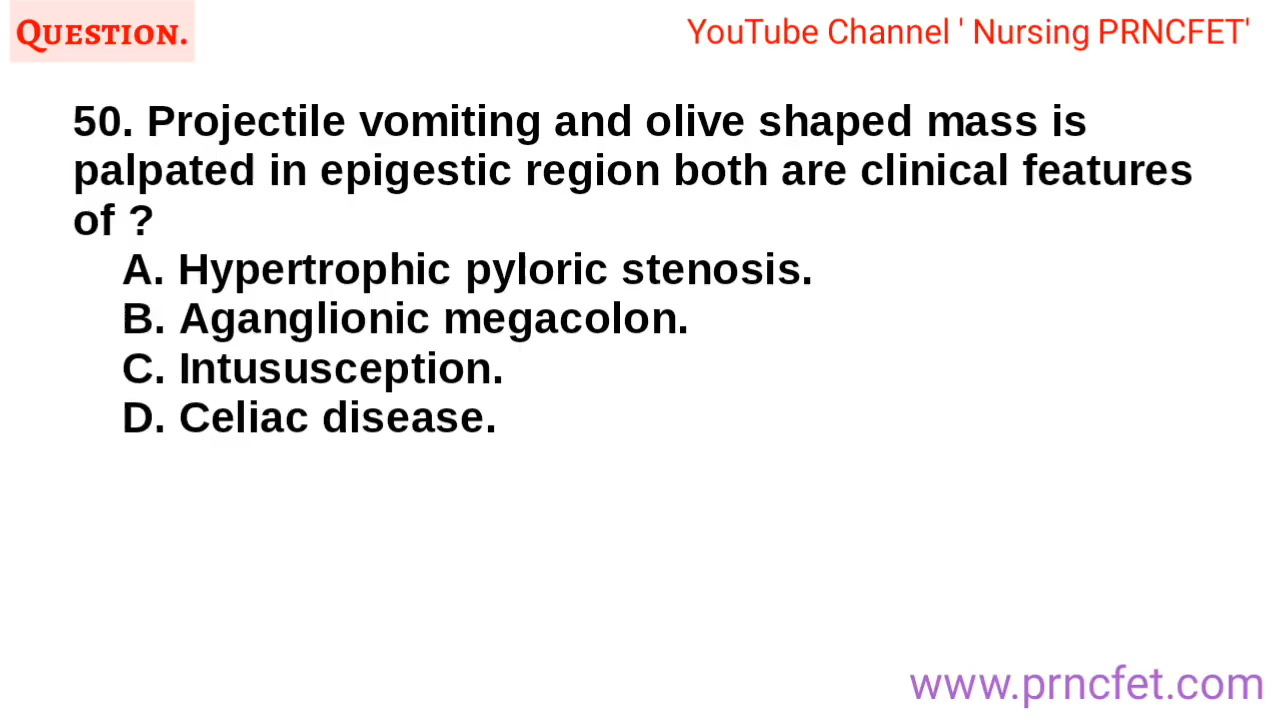 QUESTION.
YouTube Channel ' Nursing PRNCFET'
50. Projectile vomiting and olive shaped mass is
palpated in epigestic region both are clinical features
of ?
A. Hypertrophic pyloric stenosis.
B. Aganglionic megacolon.
C. Intususception.
D. Celiac disease.
www.prncfet.com